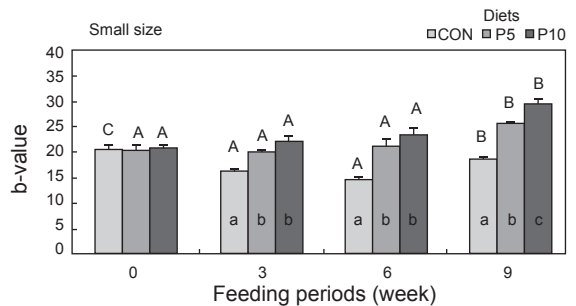 Diets
Small size
CON P5 P10
40
35
30
25
20
15
10
5
0
b-value
C A A
A A A
A A A
B B B
a b b
a b b
a b c
0 3 6 9
Feeding periods (week)